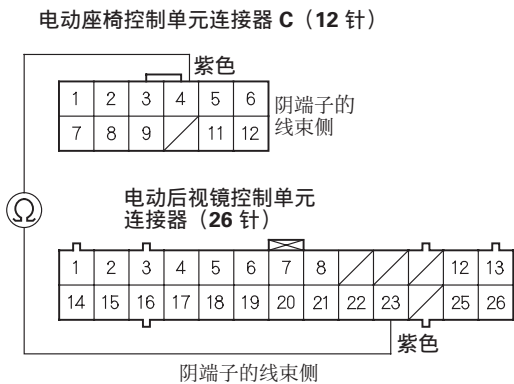 电动座椅控制单元连接器 C（12 针）
紫色
1 2 3 4 5 6
7 8 9 11 12
阴端子的
线束侧
Ω
电动后视镜控制单元
连接器（26 针）
1 2 3 4 5 6 7 8 12 13
14 15 16 17 18 19 20 21 22 23 25 26
紫色
阴端子的线束侧